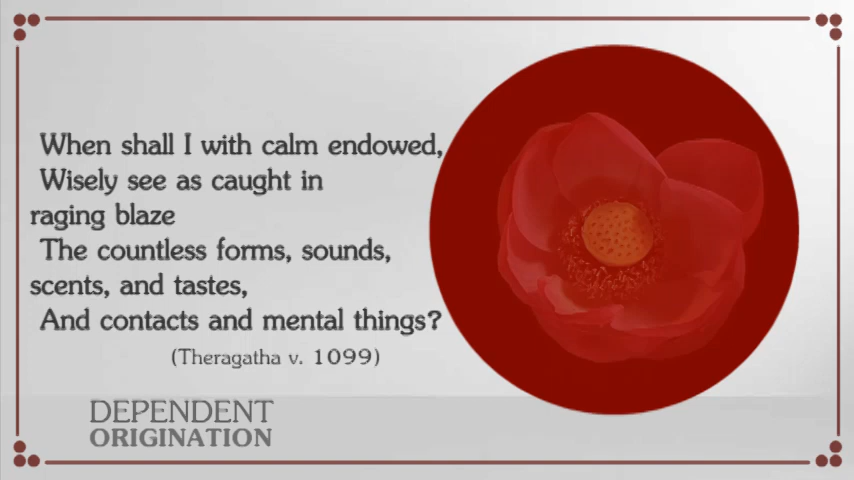 When shall I with calm endowed,
Wisely see as caught in
raging blaze
The countless forms, sounds,
scents, and tastes,
And contacts and mental things?
(Theragatha v. 1099)
DEPENDENT
ORIGINATION